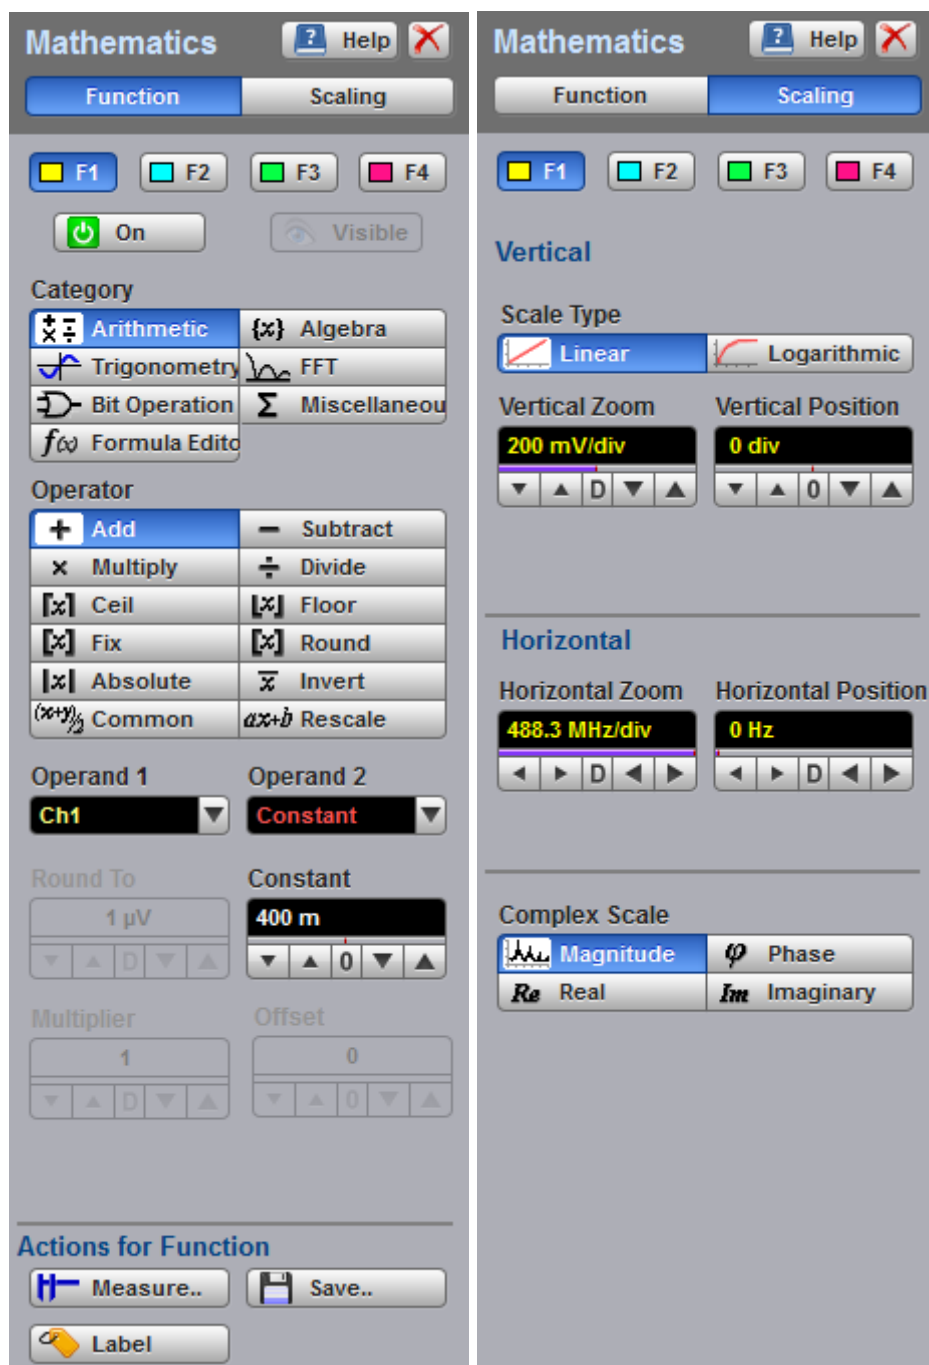 Mathematics ? Help
Function Scaling
F1 F2 F3 F4
On Visible
Category
Arithmetic {x} Algebra
Trigonometry FFT
Bit Operation Σ Miscellaneou
f(x) Formula Edito
Operator
+ Add − Subtract
× Multiply ÷ Divide
⌈x⌉ Ceil ⌊x⌋ Floor
[x] Fix [x] Round
|x| Absolute x̄ Invert
(x+y)/2 Common ax+b Rescale
Operand 1 Operand 2
Ch1 Constant
Round To Constant
1 µV 400 m
D 0
Multiplier Offset
1 0
D 0
Actions for Function
Measure.. Save..
Label
Mathematics ? Help
Function Scaling
F1 F2 F3 F4
Vertical
Scale Type
Linear Logarithmic
Vertical Zoom Vertical Position
200 mV/div 0 div
D 0
Horizontal
Horizontal Zoom Horizontal Position
488.3 MHz/div 0 Hz
D D
Complex Scale
Magnitude φ Phase
Re Real Im Imaginary